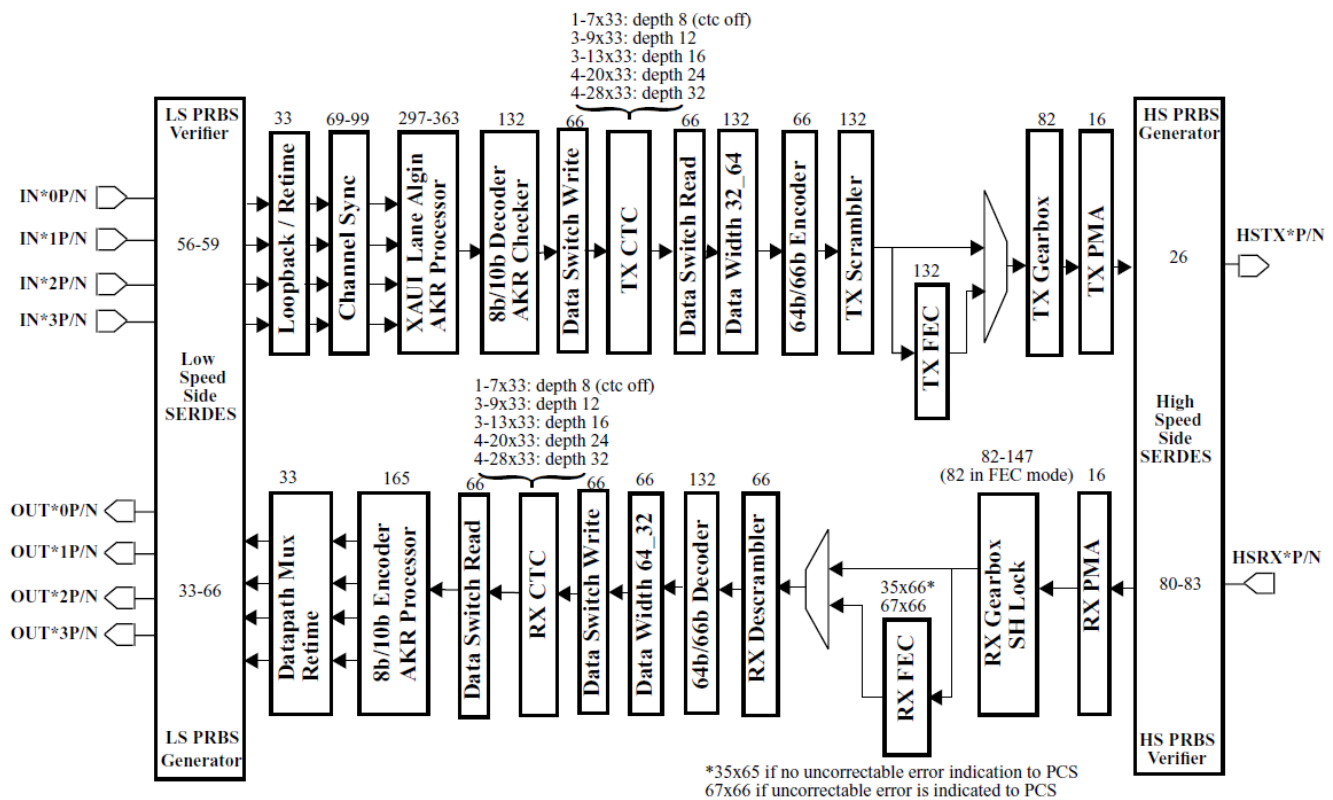 1-7x33: depth 8 (ctc off)
3-9x33: depth 12
3-13x33: depth 16
4-20x33: depth 24
4-28x33: depth 32
LS PRBS
Verifier
33
69-99
297-363
132
66
66
132
66
132
82
16
HS PRBS
Generator
IN*0P/N
IN*1P/N
IN*2P/N
IN*3P/N
56-59
Loopback / Retime
Channel Sync
XAUI Lane Algin
AKR Processor
8b/10b Decoder
AKR Checker
Data Switch Write
TX CTC
Data Switch Read
Data Width 32_64
64b/66b Encoder
TX Scrambler
132
TX FEC
TX Gearbox
TX PMA
26
HSTX*P/N
Low
Speed
Side
SERDES
High
Speed
Side
SERDES
1-7x33: depth 8 (ctc off)
3-9x33: depth 12
3-13x33: depth 16
4-20x33: depth 24
4-28x33: depth 32
33
165
66
66
66
132
66
82-147
(82 in FEC mode)
16
OUT*0P/N
OUT*1P/N
OUT*2P/N
OUT*3P/N
33-66
Datapath Mux
Retime
8b/10b Encoder
AKR Processor
Data Switch Read
RX CTC
Data Switch Write
Data Width 64_32
64b/66b Decoder
RX Descrambler
35x66*
67x66
RX FEC
RX Gearbox
SH Lock
RX PMA
80-83
HSRX*P/N
LS PRBS
Generator
HS PRBS
Verifier
*35x65 if no uncorrectable error indication to PCS
67x66 if uncorrectable error is indicated to PCS